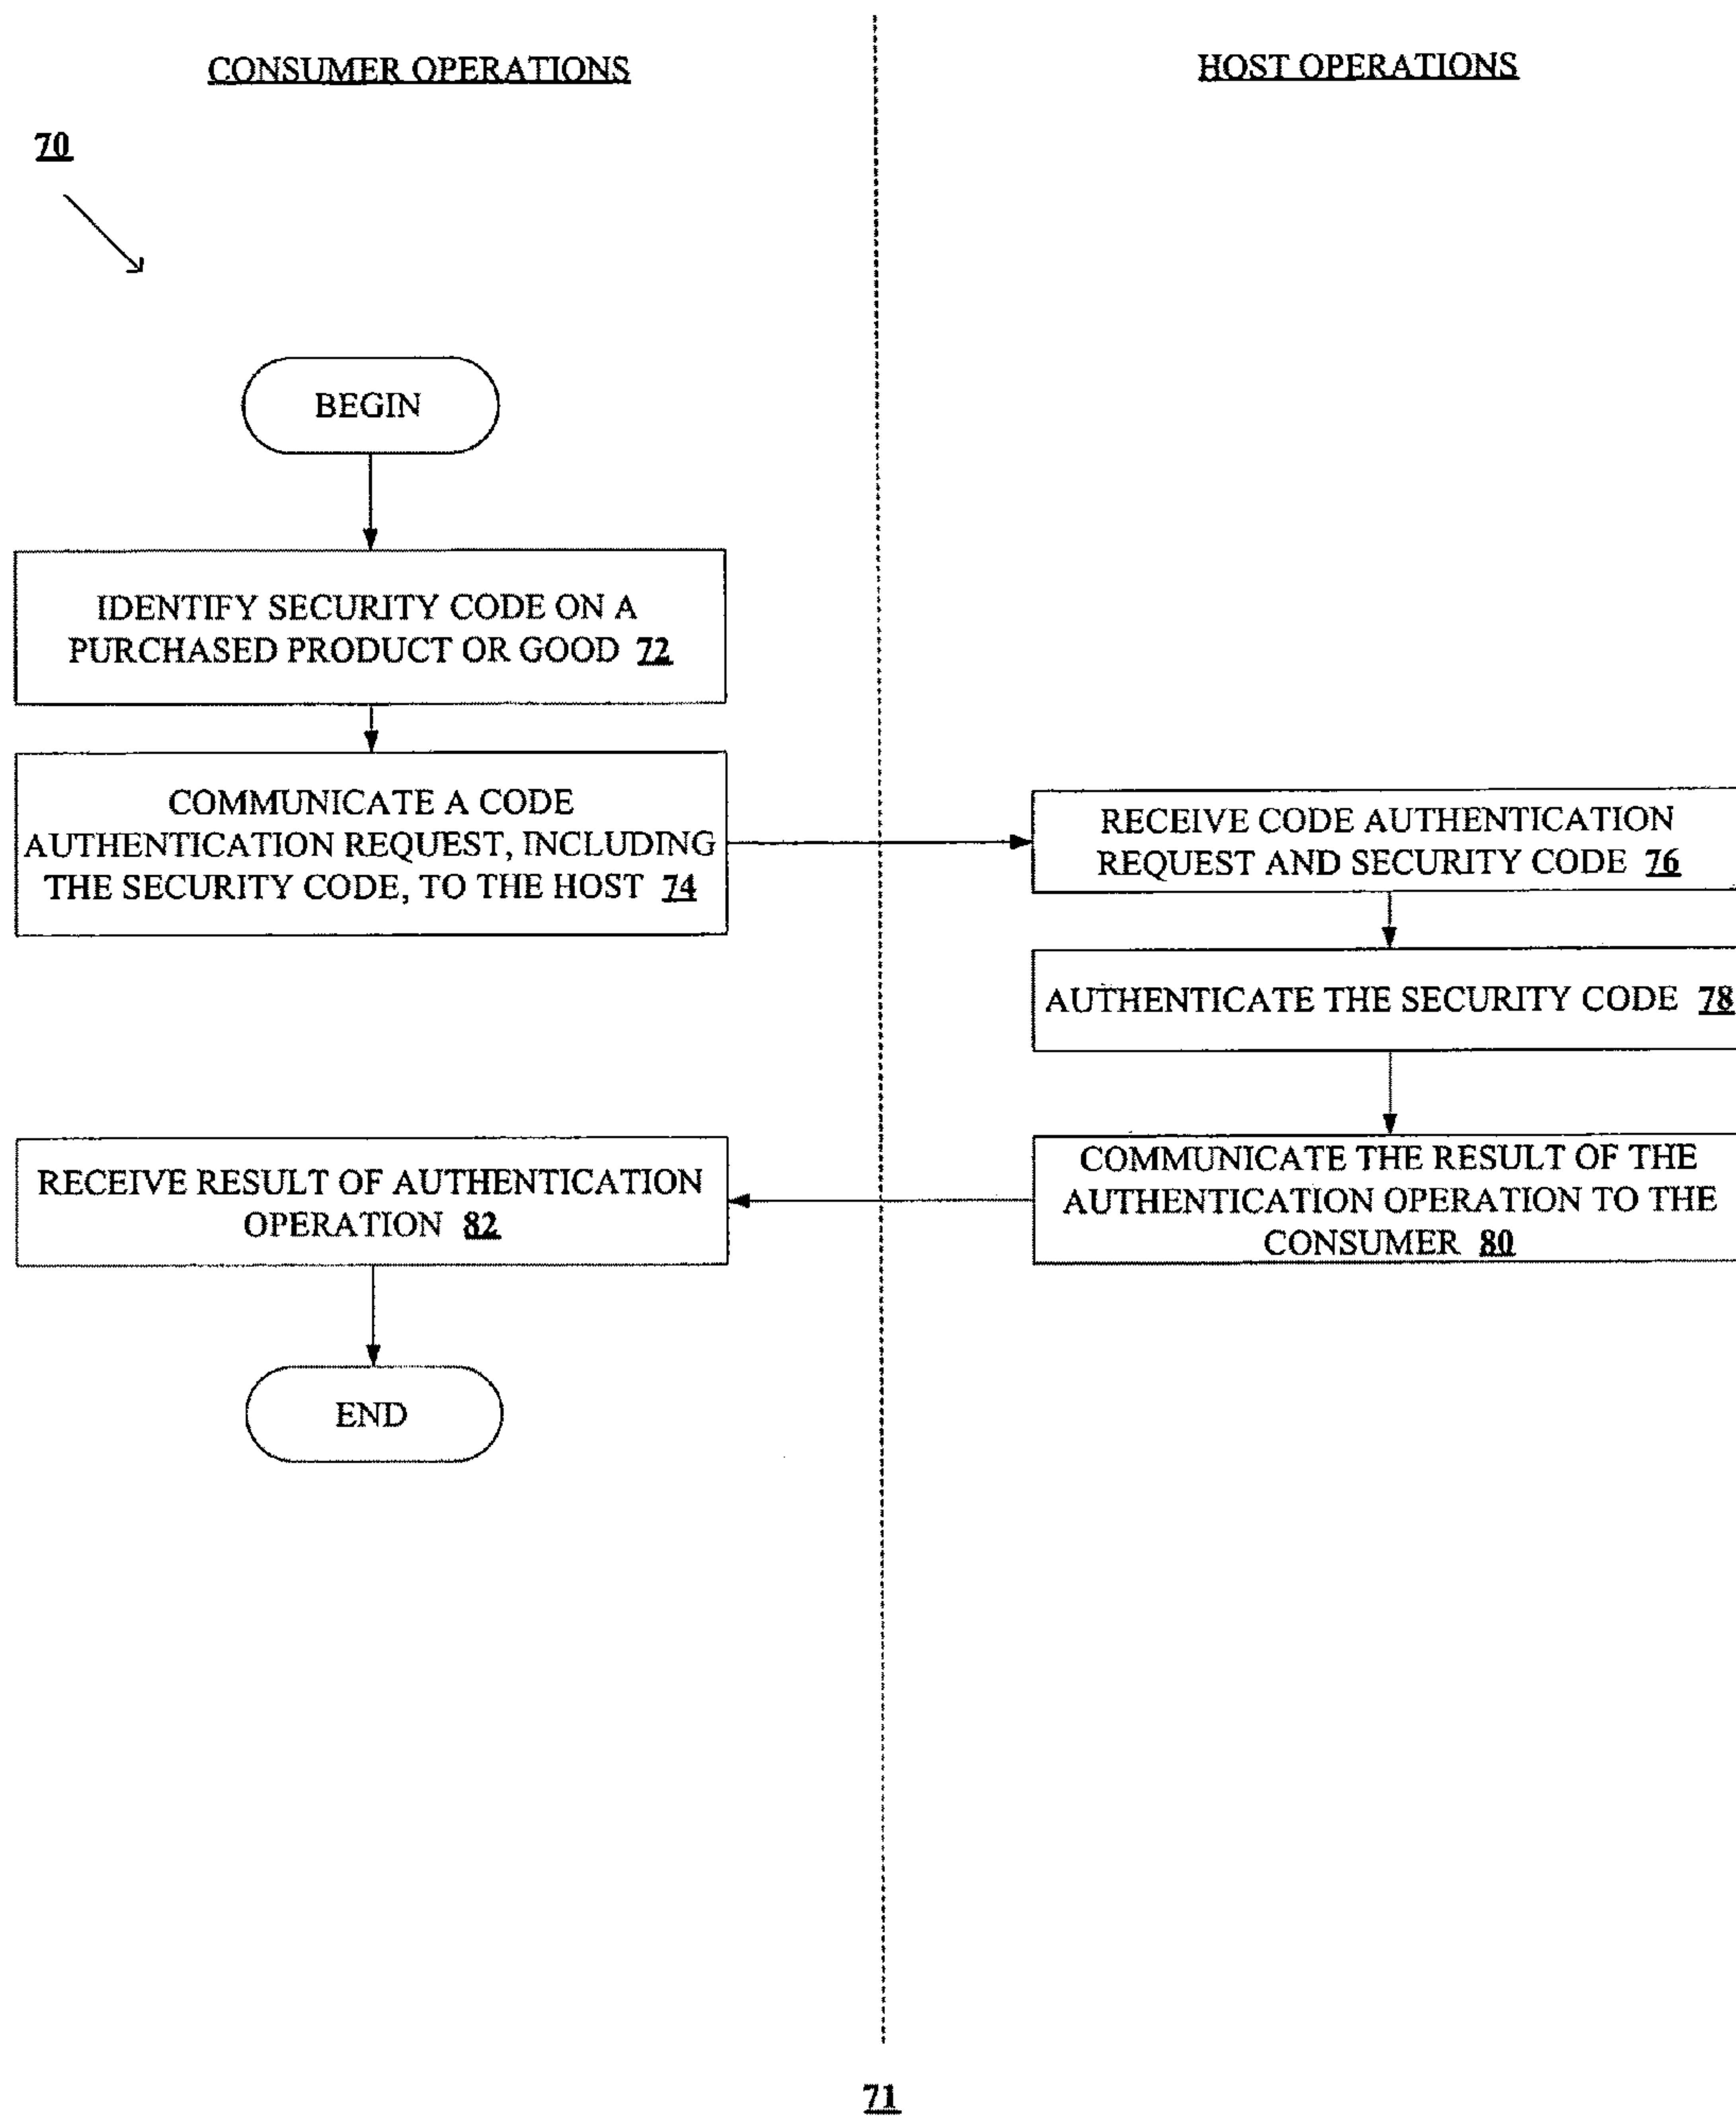 CONSUMER OPERATIONS
HOST OPERATIONS
70
BEGIN
IDENTIFY SECURITY CODE ON A
PURCHASED PRODUCT OR GOOD 72
COMMUNICATE A CODE
AUTHENTICATION REQUEST, INCLUDING
THE SECURITY CODE, TO THE HOST 74
RECEIVE CODE AUTHENTICATION
REQUEST AND SECURITY CODE 76
AUTHENTICATE THE SECURITY CODE 78
COMMUNICATE THE RESULT OF THE
AUTHENTICATION OPERATION TO THE
CONSUMER 80
RECEIVE RESULT OF AUTHENTICATION
OPERATION 82
END
71